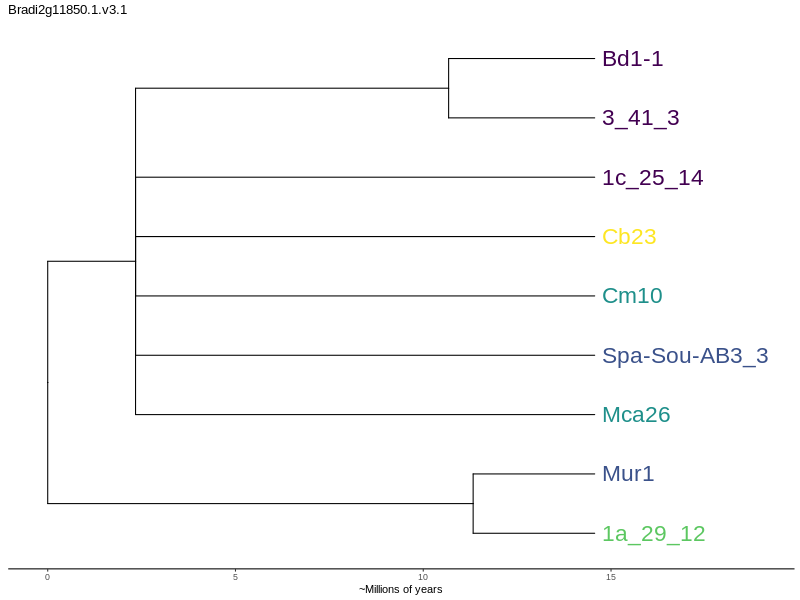 Bradi2g11850.1.v3.1
Bd1-1
3_41_3
1c_25_14
Cb23
Cm10
Spa-Sou-AB3_3
Mca26
Mur1
1a_29_12
0 5 10 15
~Millions of years